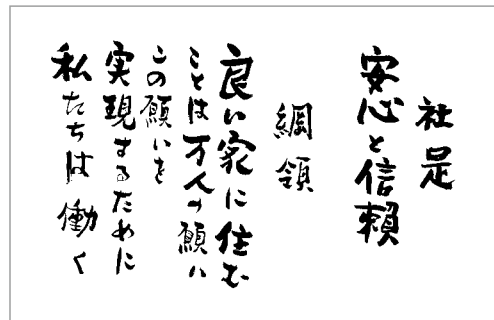 社是
安心と信頼
綱領
良い家に住む
ことは万人の願い
この願いを
実現するために
私たちは働く